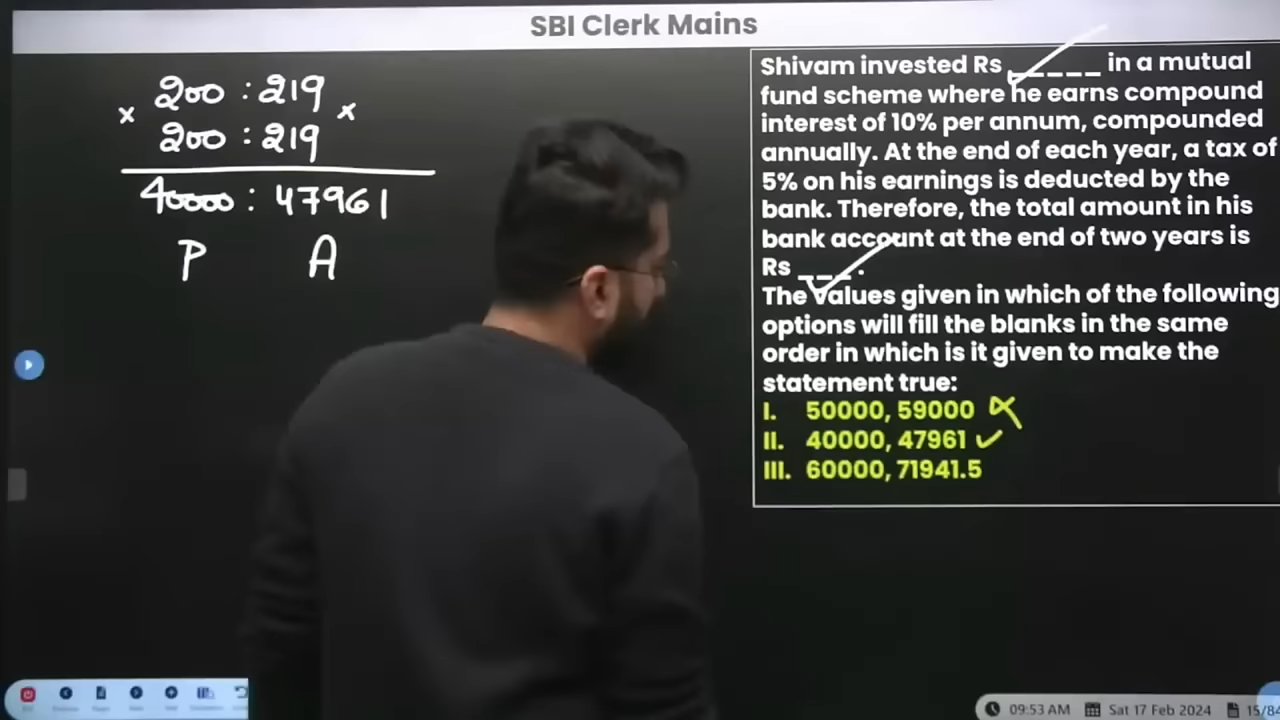 SBI Clerk Mains
× 200 : 219 ×
200 : 219
40000 : 47961
P A
Shivam invested Rs _____ in a mutual
fund scheme where he earns compound
interest of 10% per annum, compounded
annually. At the end of each year, a tax of
5% on his earnings is deducted by the
bank. Therefore, the total amount in his
bank account at the end of two years is
Rs ___.
The values given in which of the following
options will fill the blanks in the same
order in which is it given to make the
statement true:
I. 50000, 59000 ×
II. 40000, 47961 ✓
III. 60000, 71941.5
09:53 AM Sat 17 Feb 2024 15/84